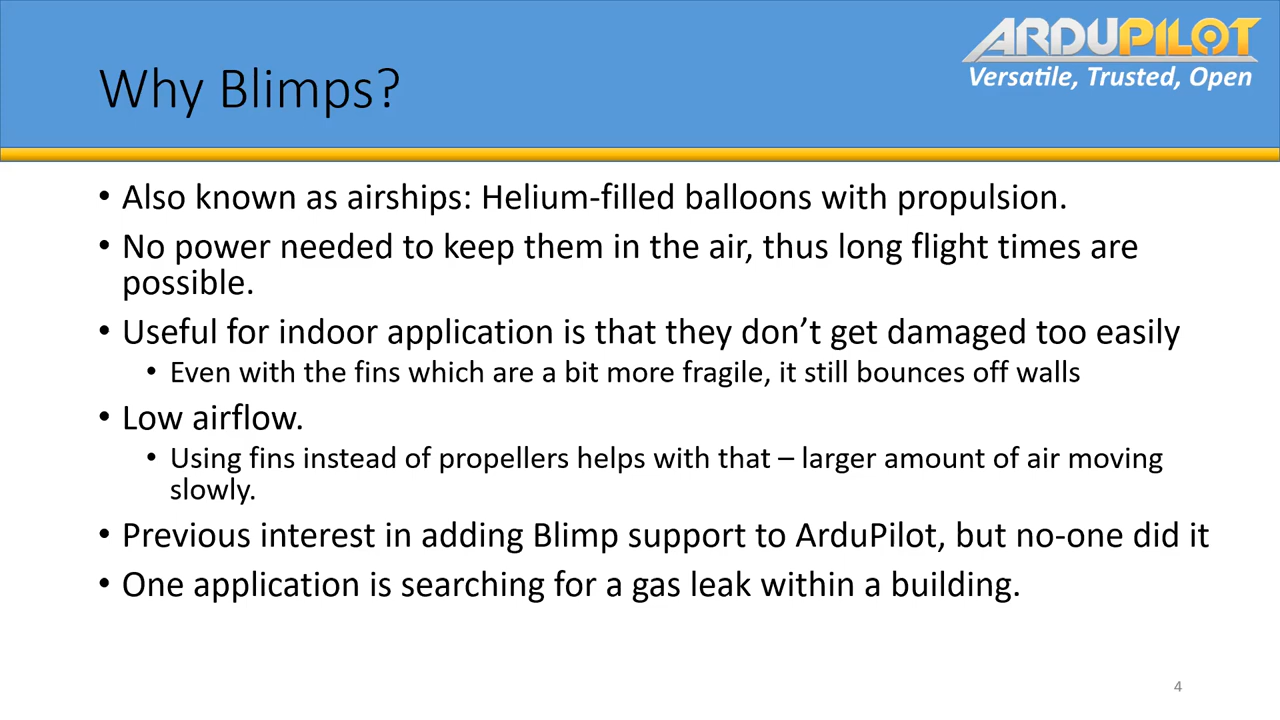 Why Blimps?
ARDUPILOT
Versatile, Trusted, Open
• Also known as airships: Helium-filled balloons with propulsion.
• No power needed to keep them in the air, thus long flight times are
possible.
• Useful for indoor application is that they don’t get damaged too easily
• Even with the fins which are a bit more fragile, it still bounces off walls
• Low airflow.
• Using fins instead of propellers helps with that – larger amount of air moving
slowly.
• Previous interest in adding Blimp support to ArduPilot, but no-one did it
• One application is searching for a gas leak within a building.
4